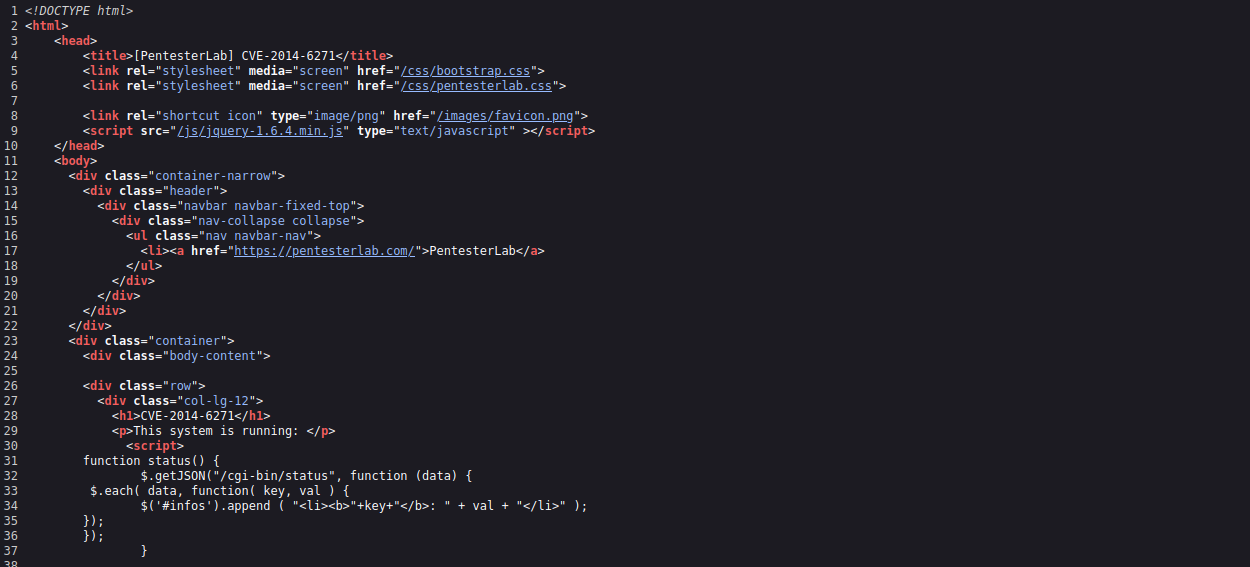 1 <!DOCTYPE html>
2 <html>
3     <head>
4         <title>[PentesterLab] CVE-2014-6271</title>
5         <link rel="stylesheet" media="screen" href="/css/bootstrap.css">
6         <link rel="stylesheet" media="screen" href="/css/pentesterlab.css">
7
8         <link rel="shortcut icon" type="image/png" href="/images/favicon.png">
9         <script src="/js/jquery-1.6.4.min.js" type="text/javascript" ></script>
10     </head>
11     <body>
12       <div class="container-narrow">
13         <div class="header">
14           <div class="navbar navbar-fixed-top">
15             <div class="nav-collapse collapse">
16               <ul class="nav navbar-nav">
17                 <li><a href="https://pentesterlab.com/">PentesterLab</a>
18               </ul>
19             </div>
20           </div>
21         </div>
22       </div>
23       <div class="container">
24         <div class="body-content">
25
26         <div class="row">
27           <div class="col-lg-12">
28             <h1>CVE-2014-6271</h1>
29             <p>This system is running: </p>
30               <script>
31         function status() {
32                 $.getJSON("/cgi-bin/status", function (data) {
33          $.each( data, function( key, val ) {
34                 $('#infos').append ( "<li><b>"+key+"</b>: " + val + "</li>" );
35         });
36         });
37                 }
38